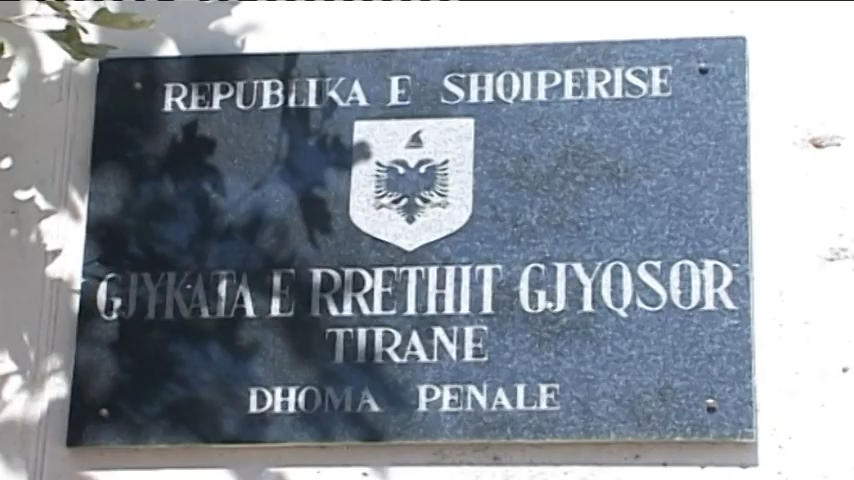 REPUBLIKA E SHQIPERISE
GJYKATA E RRETHIT GJYQSOR
TIRANE
DHOMA PENALE